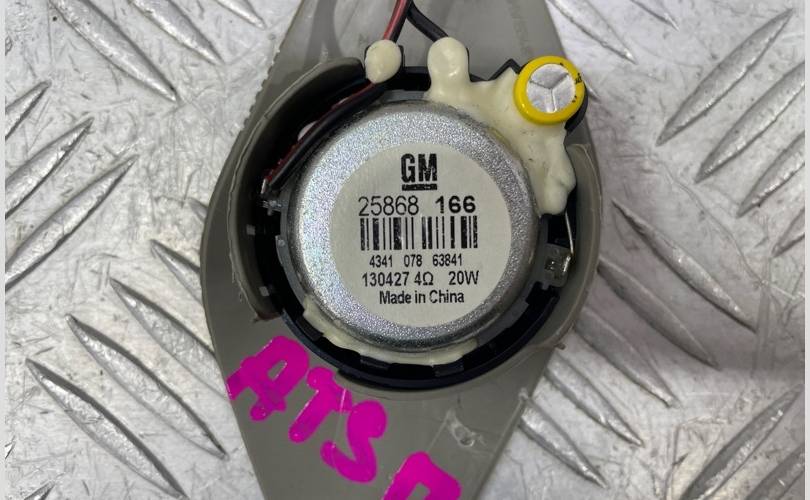 GM
25868 166
4341 078 63841
130427 4Ω 20W
Made in China
ATS